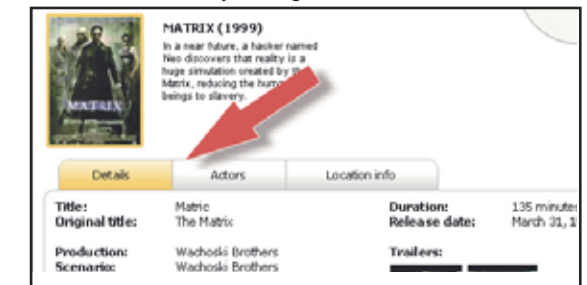 MATRIX (1999)
In a near future, a hacker named
Neo discovers that reality is a
huge simulation created by the
Matrix, reducing the human
beings to slavery.
MATRIX
Details Actors Location info
Title: Matric Duration: 135 minutes
Original title: The Matrix Release date: March 31, 1
Production: Wachoski Brothers Trailers:
Scenario: Wachoski Brothers